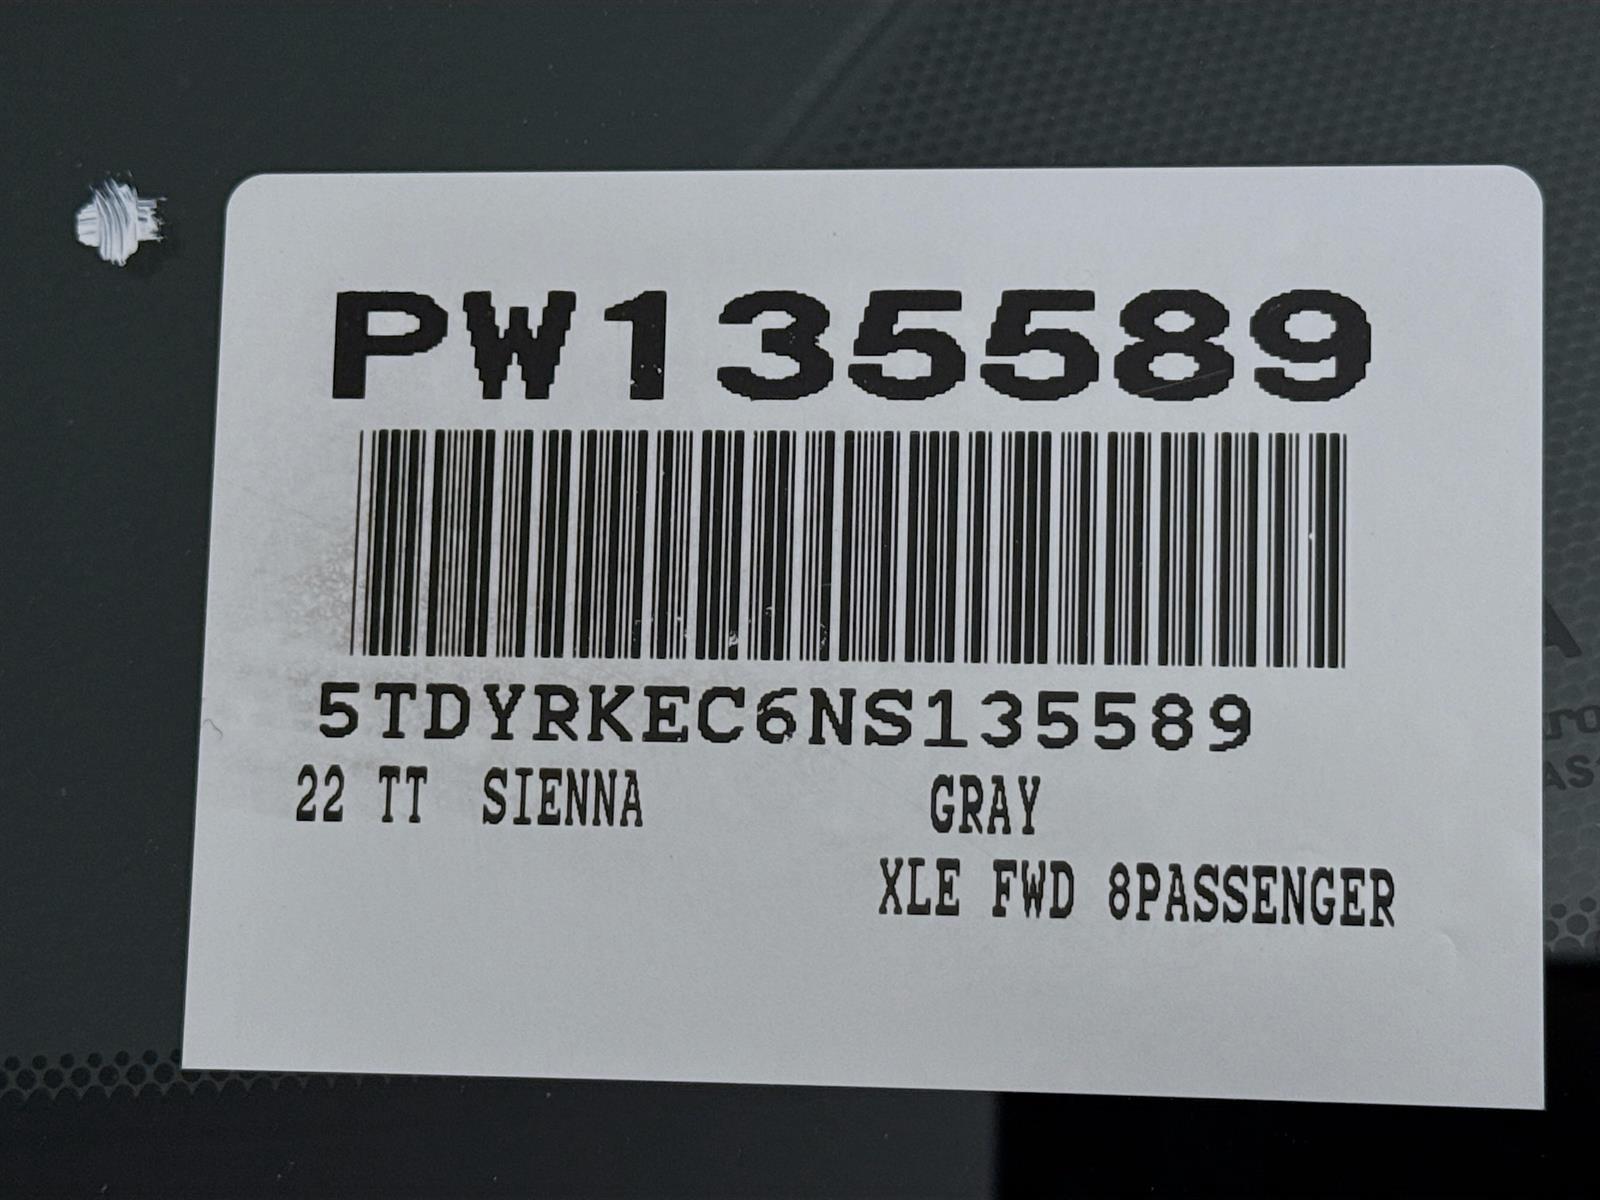 PW135589
5TDYRKEC6NS135589
22 TT SIENNA GRAY
XLE FWD 8PASSENGER